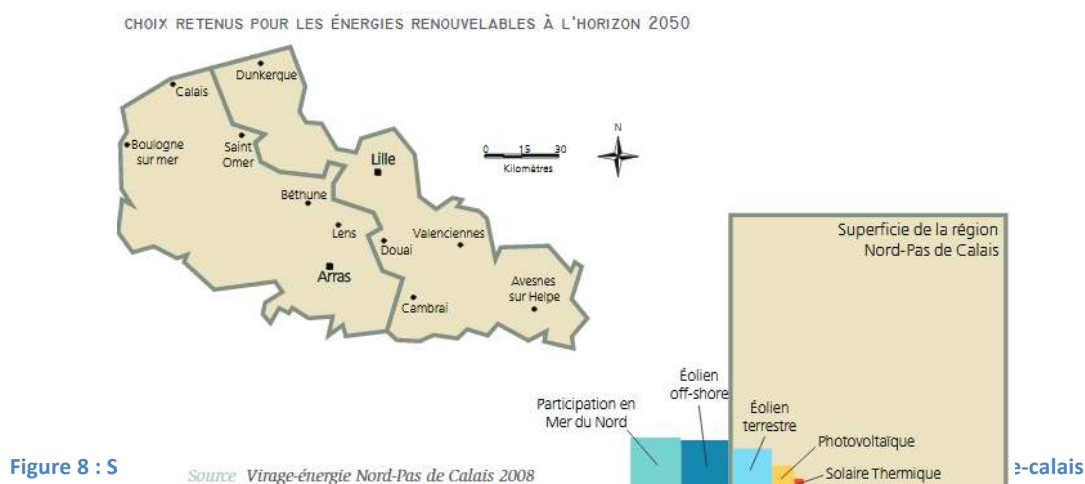 CHOIX RETENUS POUR LES ÉNERGIES RENOUVELABLES À L'HORIZON 2050
Dunkerque
Calais
Boulogne
sur mer
Saint
Omer
Lille
0 15 30
Kilomètres
N
Béthune
Lens
Douai
Valenciennes
Arras
Cambrai
Avesnes
sur Helpe
Superficie de la région
Nord-Pas de Calais
Éolien
off-shore
Participation en
Mer du Nord
Éolien
terrestre
Photovoltaïque
Solaire Thermique
Figure 8 : S
Source Virage-énergie Nord-Pas de Calais 2008
e-calais